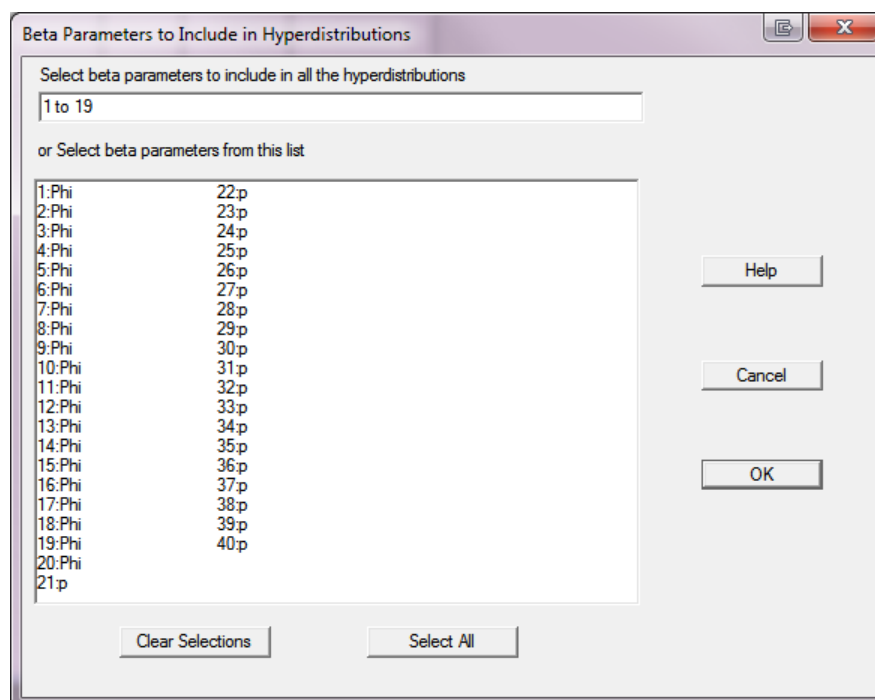 Beta Parameters to Include in Hyperdistributions
Select beta parameters to include in all the hyperdistributions
1 to 19
or Select beta parameters from this list
1:Phi 22:p
2:Phi 23:p
3:Phi 24:p
4:Phi 25:p
5:Phi 26:p
6:Phi 27:p
7:Phi 28:p
8:Phi 29:p
9:Phi 30:p
10:Phi 31:p
11:Phi 32:p
12:Phi 33:p
13:Phi 34:p
14:Phi 35:p
15:Phi 36:p
16:Phi 37:p
17:Phi 38:p
18:Phi 39:p
19:Phi 40:p
20:Phi
21:p
Help
Cancel
OK
Clear Selections Select All